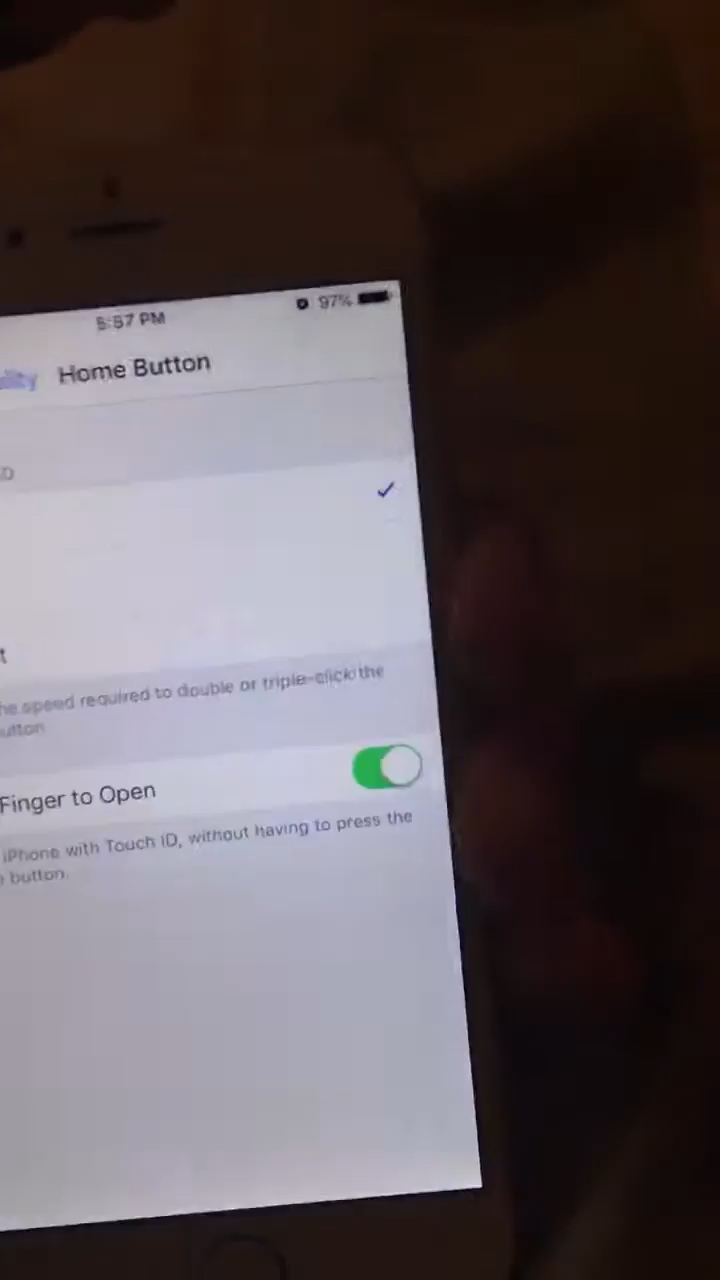 5:57 PM 97%
ality Home Button
D
t
he speed required to double or triple-click the
utton
Finger to Open
iPhone with Touch ID, without having to press the
e button.